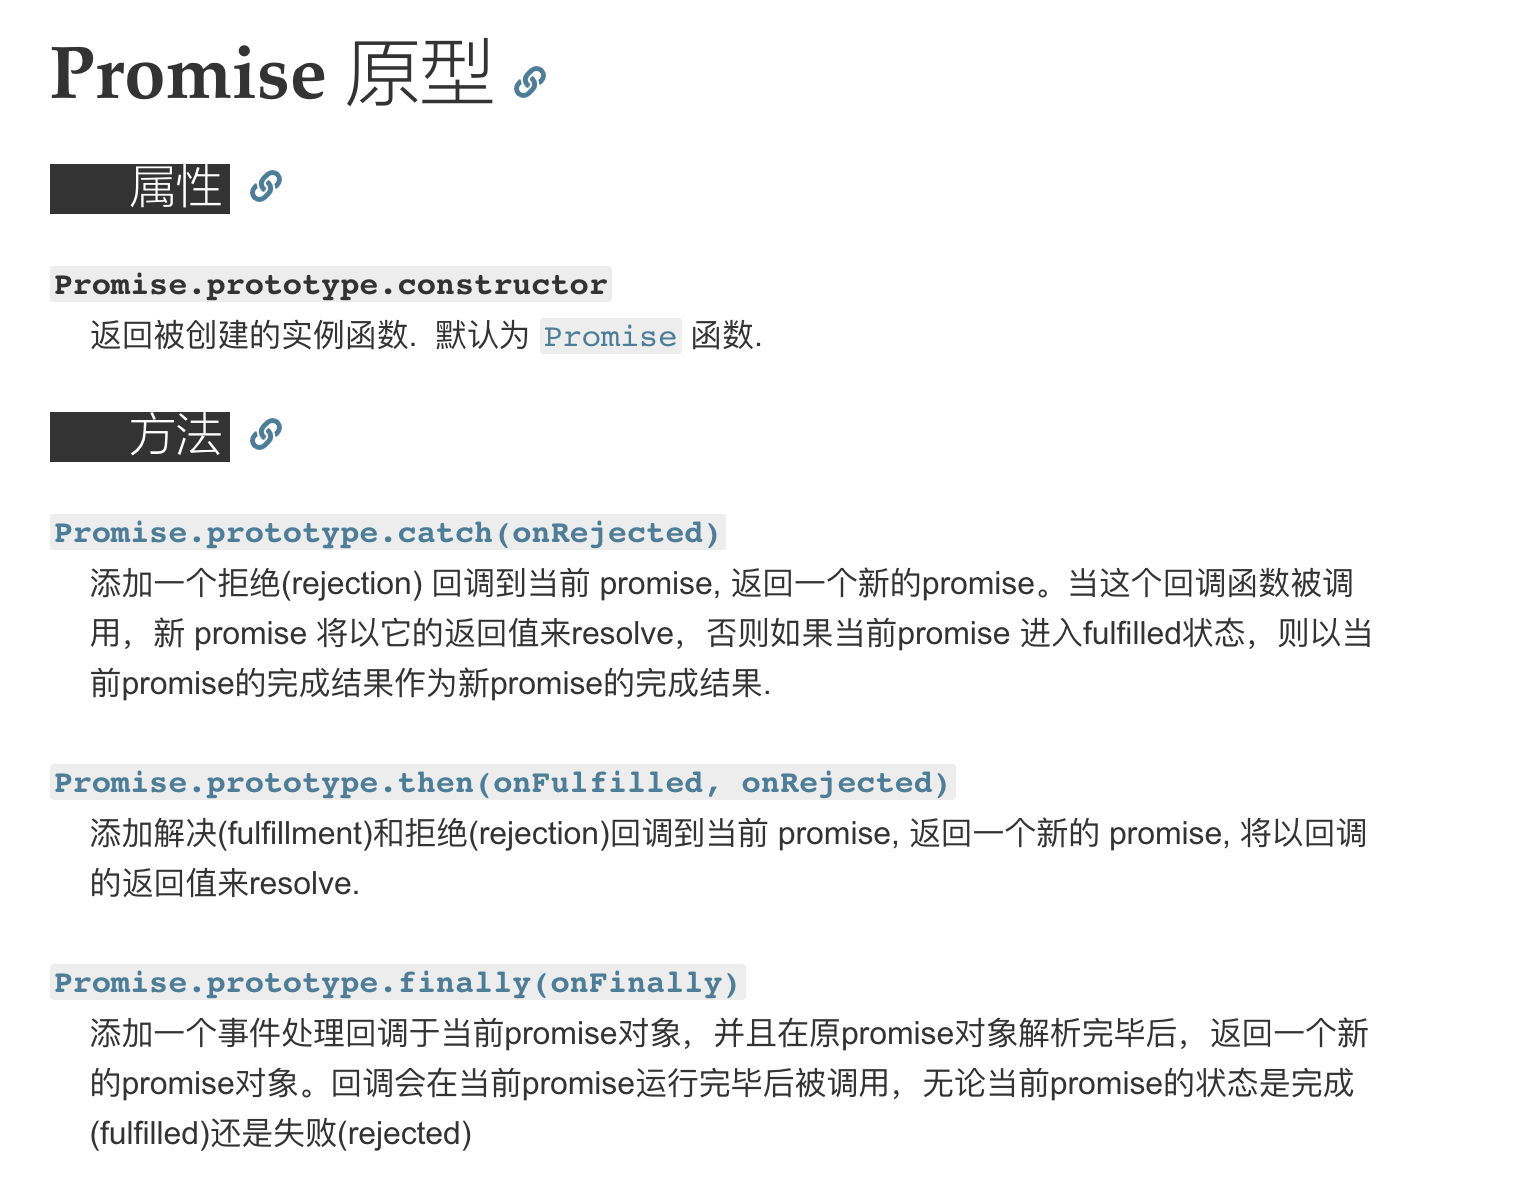 Promise 原型
属性
Promise.prototype.constructor
返回被创建的实例函数. 默认为 Promise 函数.
方法
Promise.prototype.catch(onRejected)
添加一个拒绝(rejection) 回调到当前 promise, 返回一个新的promise。当这个回调函数被调
用，新 promise 将以它的返回值来resolve，否则如果当前promise 进入fulfilled状态，则以当
前promise的完成结果作为新promise的完成结果.
Promise.prototype.then(onFulfilled, onRejected)
添加解决(fulfillment)和拒绝(rejection)回调到当前 promise, 返回一个新的 promise, 将以回调
的返回值来resolve.
Promise.prototype.finally(onFinally)
添加一个事件处理回调于当前promise对象，并且在原promise对象解析完毕后，返回一个新
的promise对象。回调会在当前promise运行完毕后被调用，无论当前promise的状态是完成
(fulfilled)还是失败(rejected)